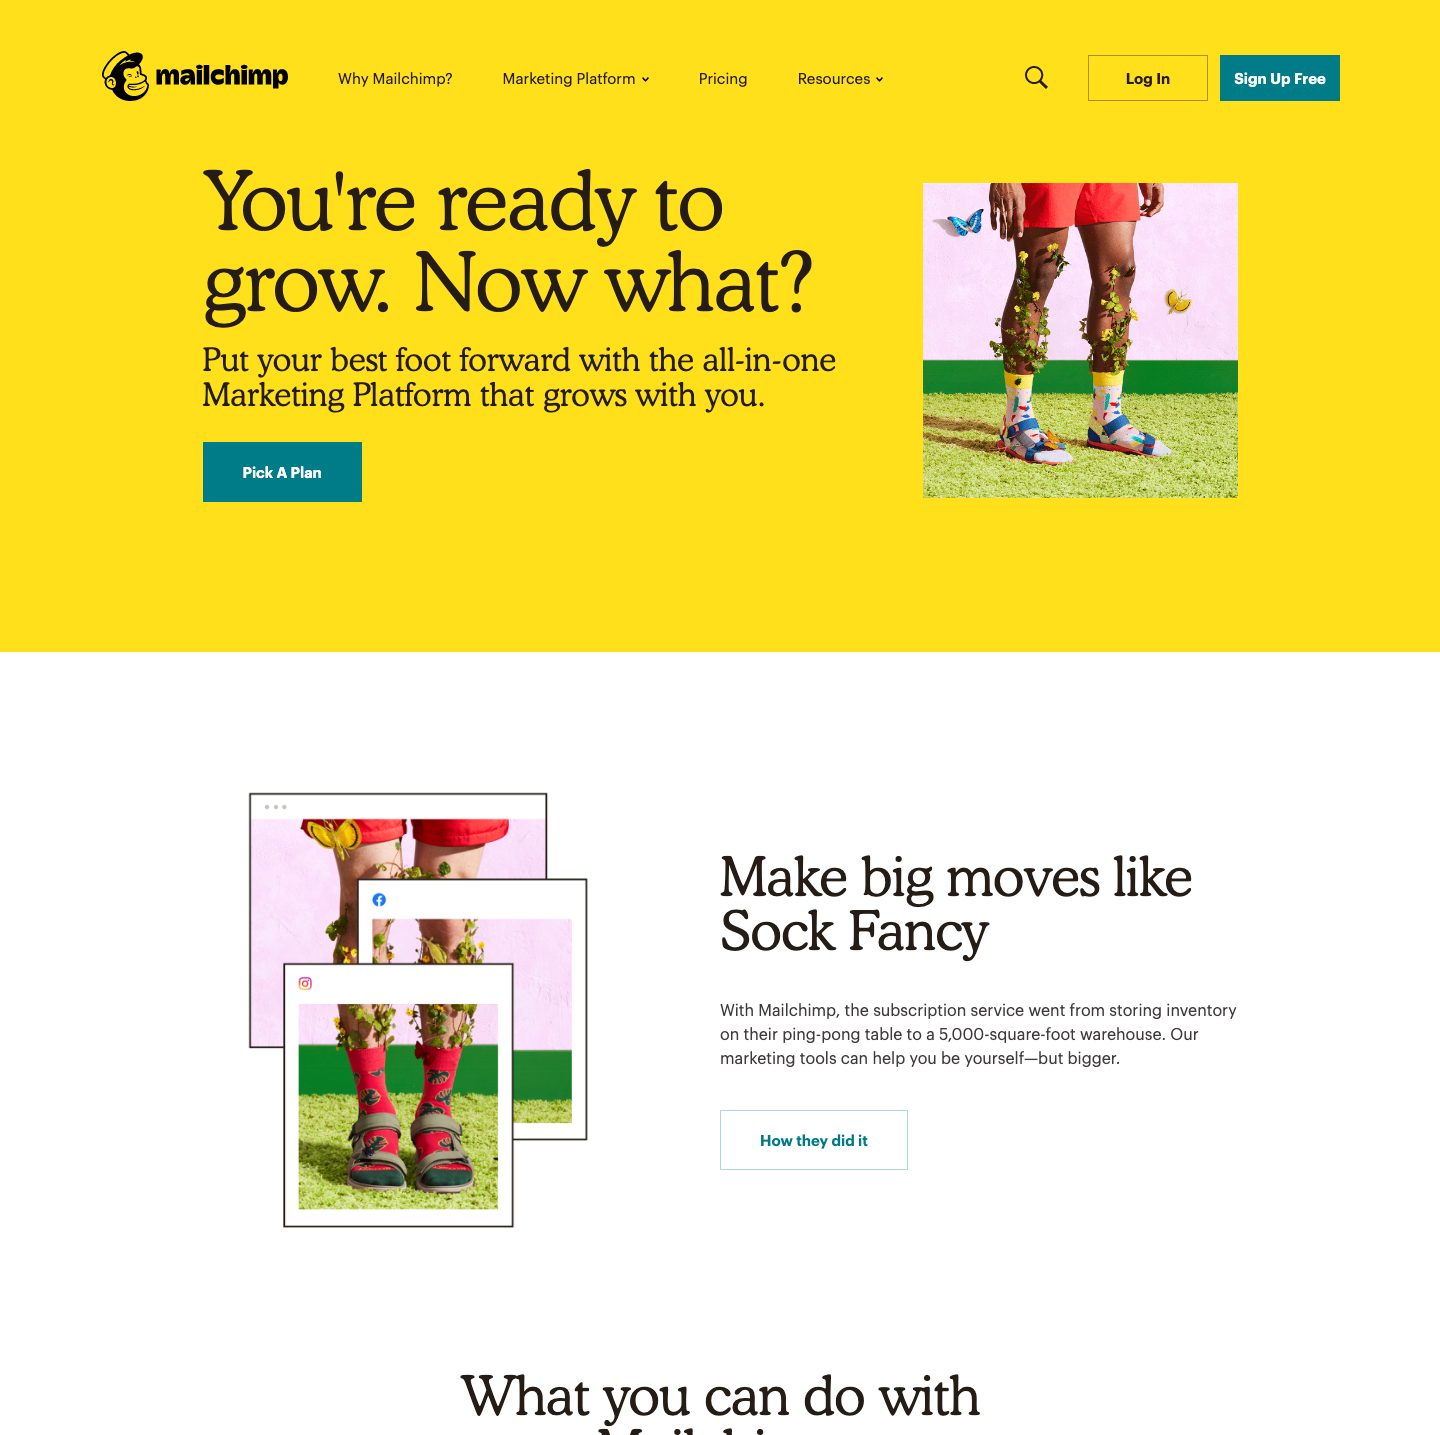 mailchimp
Why Mailchimp?
Marketing Platform
Pricing
Resources
Log In
Sign Up Free
You're ready to
grow. Now what?
Put your best foot forward with the all-in-one
Marketing Platform that grows with you.
Pick A Plan
Make big moves like
Sock Fancy
With Mailchimp, the subscription service went from storing inventory
on their ping-pong table to a 5,000-square-foot warehouse. Our
marketing tools can help you be yourself—but bigger.
How they did it
What you can do with